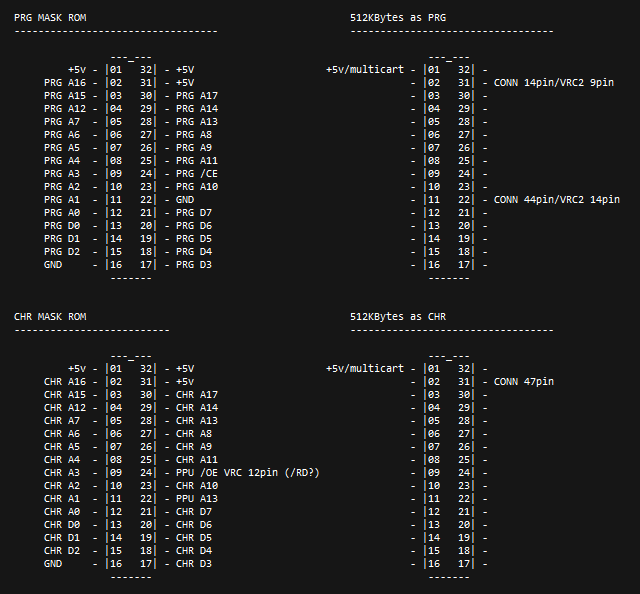 PRG MASK ROM                                            512KBytes as PRG
----------------------------------                      ----------------------------------

                ---_---                                              ---_---
         +5v - |01   32| - +5V                      +5v/multicart - |01   32| -
     PRG A16 - |02   31| - +5V                                    - |02   31| - CONN 14pin/VRC2 9pin
     PRG A15 - |03   30| - PRG A17                                - |03   30| -
     PRG A12 - |04   29| - PRG A14                                - |04   29| -
     PRG A7  - |05   28| - PRG A13                                - |05   28| -
     PRG A6  - |06   27| - PRG A8                                 - |06   27| -
     PRG A5  - |07   26| - PRG A9                                 - |07   26| -
     PRG A4  - |08   25| - PRG A11                                - |08   25| -
     PRG A3  - |09   24| - PRG /CE                                - |09   24| -
     PRG A2  - |10   23| - PRG A10                                - |10   23| -
     PRG A1  - |11   22| - GND                                    - |11   22| - CONN 44pin/VRC2 14pin
     PRG A0  - |12   21| - PRG D7                                 - |12   21| -
     PRG D0  - |13   20| - PRG D6                                 - |13   20| -
     PRG D1  - |14   19| - PRG D5                                 - |14   19| -
     PRG D2  - |15   18| - PRG D4                                 - |15   18| -
     GND     - |16   17| - PRG D3                                 - |16   17| -
                -------                                              -------

CHR MASK ROM                                            512KBytes as CHR
--------------------------                              ----------------------------------

                ---_---                                              ---_---
         +5v - |01   32| - +5V                      +5v/multicart - |01   32| -
     CHR A16 - |02   31| - +5v                                    - |02   31| - CONN 47pin
     CHR A15 - |03   30| - CHR A17                                - |03   30| -
     CHR A12 - |04   29| - CHR A14                                - |04   29| -
     CHR A7  - |05   28| - CHR A13                                - |05   28| -
     CHR A6  - |06   27| - CHR A8                                 - |06   27| -
     CHR A5  - |07   26| - CHR A9                                 - |07   26| -
     CHR A4  - |08   25| - CHR A11                                - |08   25| -
     CHR A3  - |09   24| - PPU /OE VRC 12pin (/RD?)               - |09   24| -
     CHR A2  - |10   23| - CHR A10                                - |10   23| -
     CHR A1  - |11   22| - PPU A13                                - |11   22| -
     CHR A0  - |12   21| - CHR D7                                 - |12   21| -
     CHR D0  - |13   20| - CHR D6                                 - |13   20| -
     CHR D1  - |14   19| - CHR D5                                 - |14   19| -
     CHR D2  - |15   18| - CHR D4                                 - |15   18| -
     GND     - |16   17| - CHR D3                                 - |16   17| -
                -------                                              -------